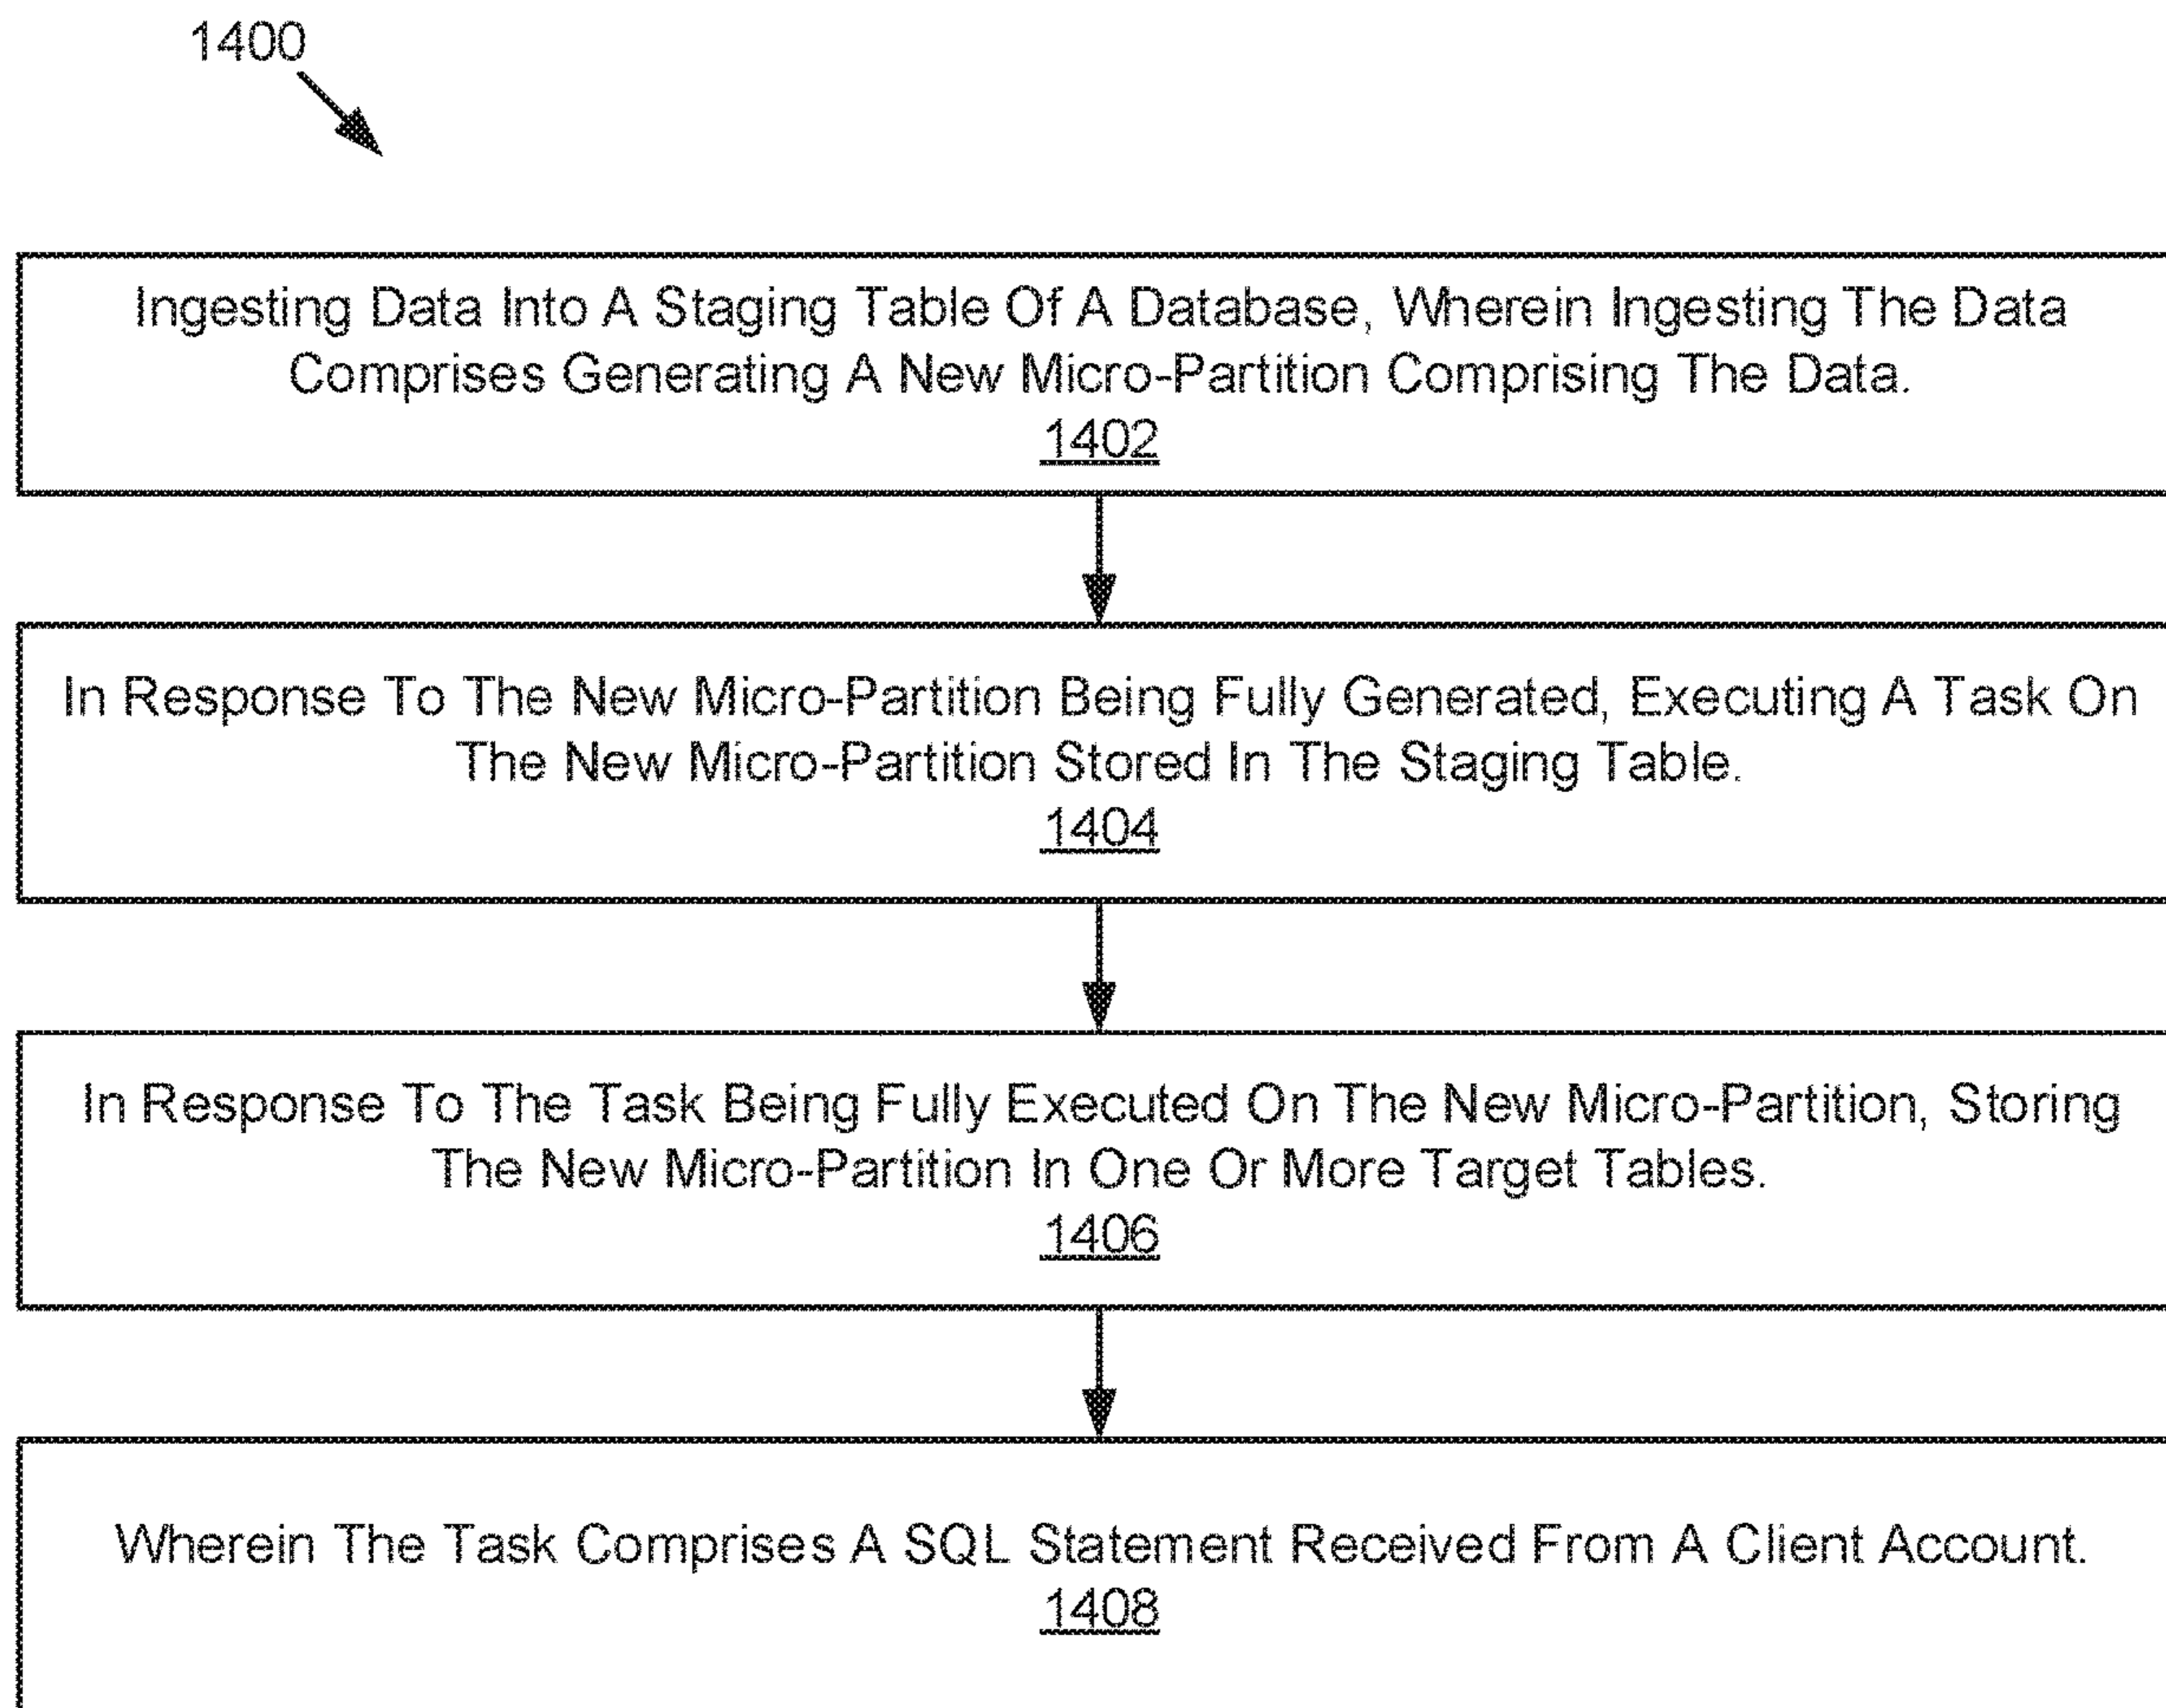 1400
Ingesting Data Into A Staging Table Of A Database, Wherein Ingesting The Data
Comprises Generating A New Micro-Partition Comprising The Data.
1402
In Response To The New Micro-Partition Being Fully Generated, Executing A Task On
The New Micro-Partition Stored In The Staging Table.
1404
In Response To The Task Being Fully Executed On The New Micro-Partition, Storing
The New Micro-Partition In One Or More Target Tables.
1406
Wherein The Task Comprises A SQL Statement Received From A Client Account.
1408